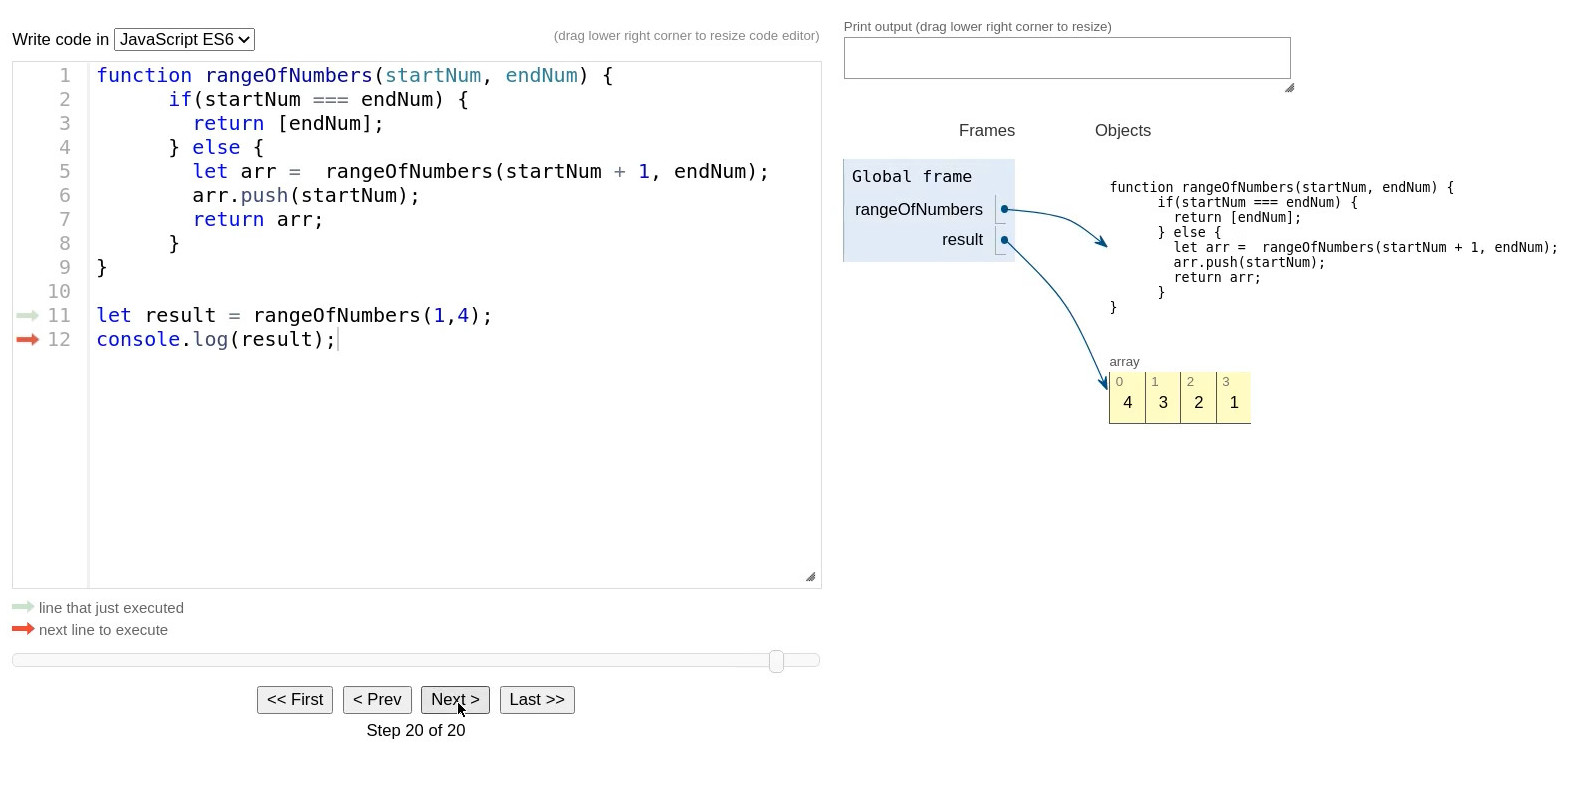 Write code in JavaScript ES6
(drag lower right corner to resize code editor)
1 function rangeOfNumbers(startNum, endNum) {
2 if(startNum === endNum) {
3 return [endNum];
4 } else {
5 let arr =  rangeOfNumbers(startNum + 1, endNum);
6 arr.push(startNum);
7 return arr;
8 }
9 }
10
11 let result = rangeOfNumbers(1,4);
12 console.log(result);
line that just executed
next line to execute
<< First < Prev Next > Last >>
Step 20 of 20
Print output (drag lower right corner to resize)
Frames Objects
Global frame
rangeOfNumbers
result
function rangeOfNumbers(startNum, endNum) {
if(startNum === endNum) {
return [endNum];
} else {
let arr =  rangeOfNumbers(startNum + 1, endNum);
arr.push(startNum);
return arr;
}
}
array
0 1 2 3
4 3 2 1